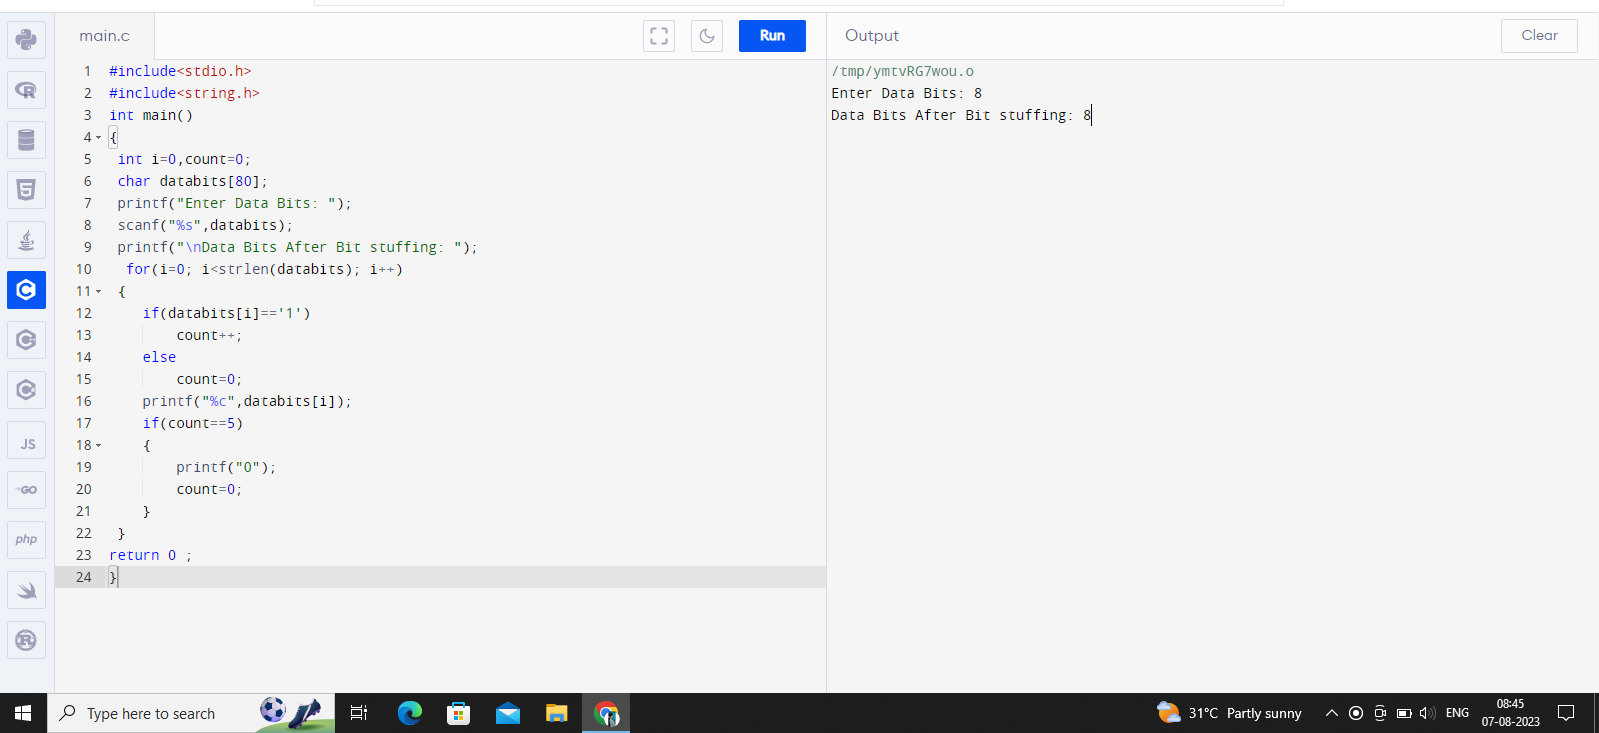 main.c
Run
Output
Clear
1 #include<stdio.h>
2 #include<string.h>
3 int main()
4 {
5 int i=0,count=0;
6 char databits[80];
7 printf("Enter Data Bits: ");
8 scanf("%s",databits);
9 printf("\nData Bits After Bit stuffing: ");
10 for(i=0; i<strlen(databits); i++)
11 {
12 if(databits[i]=='1')
13 count++;
14 else
15 count=0;
16 printf("%c",databits[i]);
17 if(count==5)
18 {
19 printf("0");
20 count=0;
21 }
22 }
23 return 0 ;
24 }
/tmp/ymtvRG7wou.o
Enter Data Bits: 8
Data Bits After Bit stuffing: 8
R
5
C
C
C
JS
GO
php
R
Type here to search
31°C Partly sunny
ENG
08:45
07-08-2023